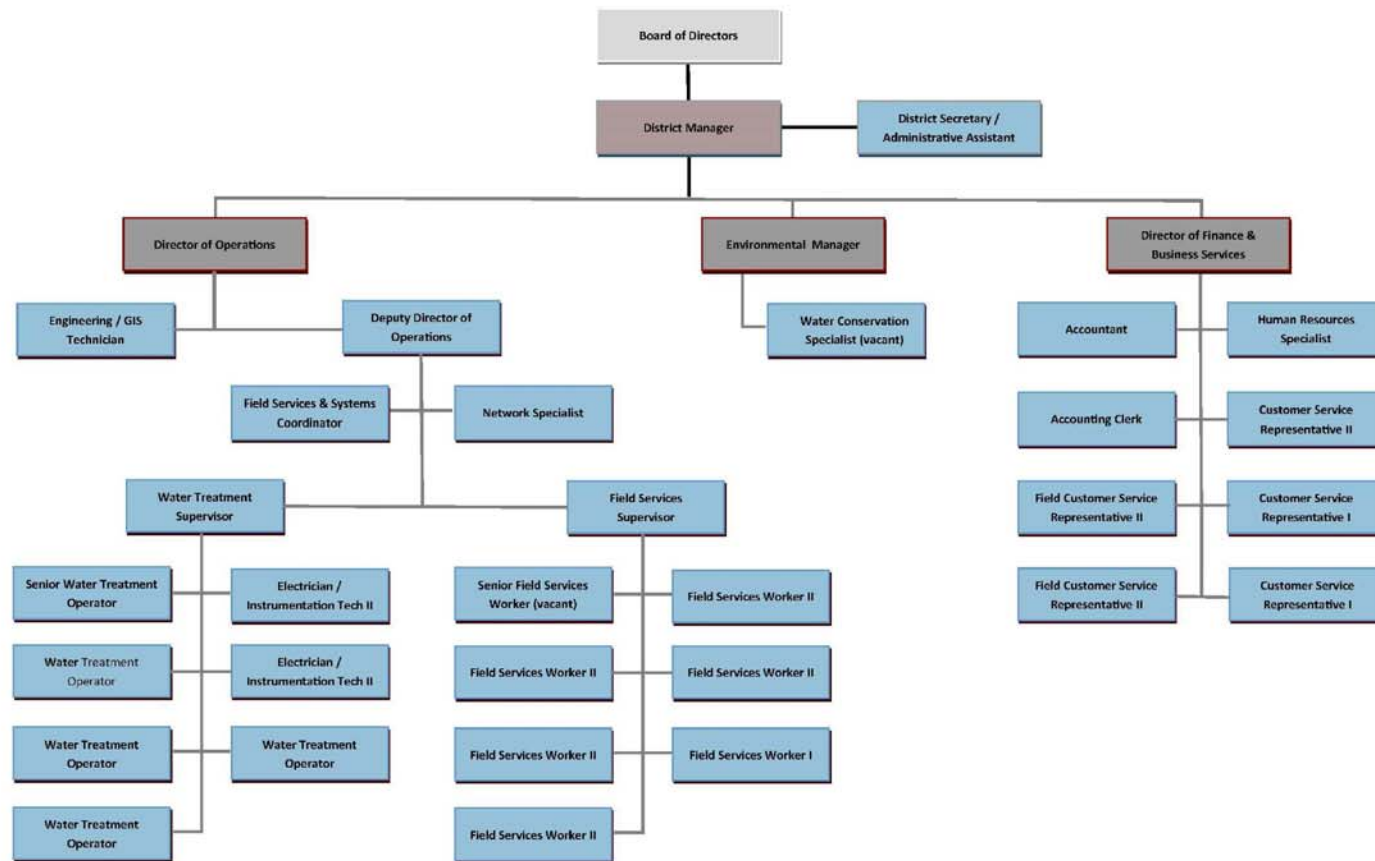 Board of Directors
District Manager
District Secretary /
Administrative Assistant
Director of Operations
Environmental Manager
Director of Finance &
Business Services
Engineering / GIS
Technician
Deputy Director of
Operations
Water Conservation
Specialist (vacant)
Accountant
Human Resources
Specialist
Field Services & Systems
Coordinator
Network Specialist
Accounting Clerk
Customer Service
Representative II
Water Treatment
Supervisor
Field Services
Supervisor
Field Customer Service
Representative II
Customer Service
Representative I
Senior Water Treatment
Operator
Electrician /
Instrumentation Tech II
Senior Field Services
Worker (vacant)
Field Services Worker II
Field Customer Service
Representative II
Customer Service
Representative I
Water Treatment
Operator
Electrician /
Instrumentation Tech II
Field Services Worker II
Field Services Worker II
Water Treatment
Operator
Water Treatment
Operator
Field Services Worker II
Field Services Worker I
Water Treatment
Operator
Field Services Worker II